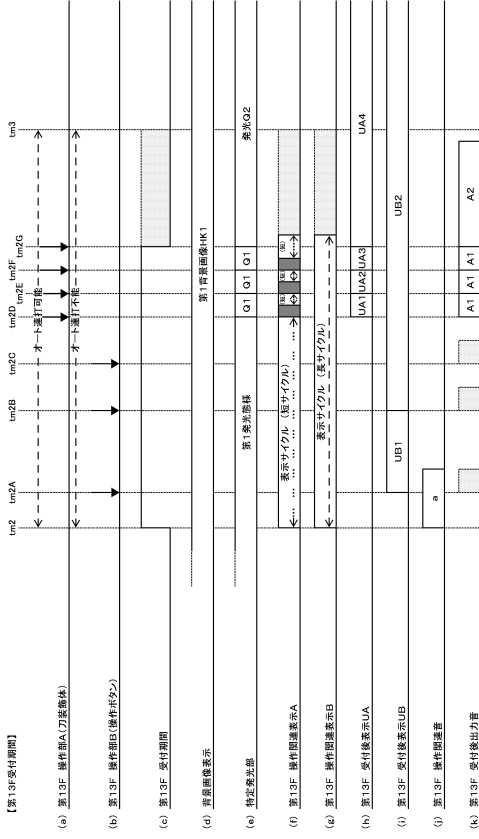 【第13F受付期間】
tm2 tm2A tm2B tm2C tm2D tm2E tm2F tm2G tm3
オート連打可能
(a) 第13F 操作部A(刀装飾体)
オート連打不能
(b) 第13F 操作部B(操作ボタン)
(c) 第13F 受付期間
(d) 背景画像表示 第1背景画像HK1
(e) 特定発光部 第1発光態様 Q1 Q1 Q1 発光Q2
(f) 第13F 操作関連表示A 表示サイクル(短サイクル) (短) (短) (短)
(g) 第13F 操作関連表示B 表示サイクル(長サイクル)
(h) 第13F 受付後表示UA UA1 UA2 UA3 UA4
(i) 第13F 受付後表示UB UB1 UB2
(j) 第13F 操作関連音 a
(k) 第13F 受付後出力音 A1 A1 A1 A2